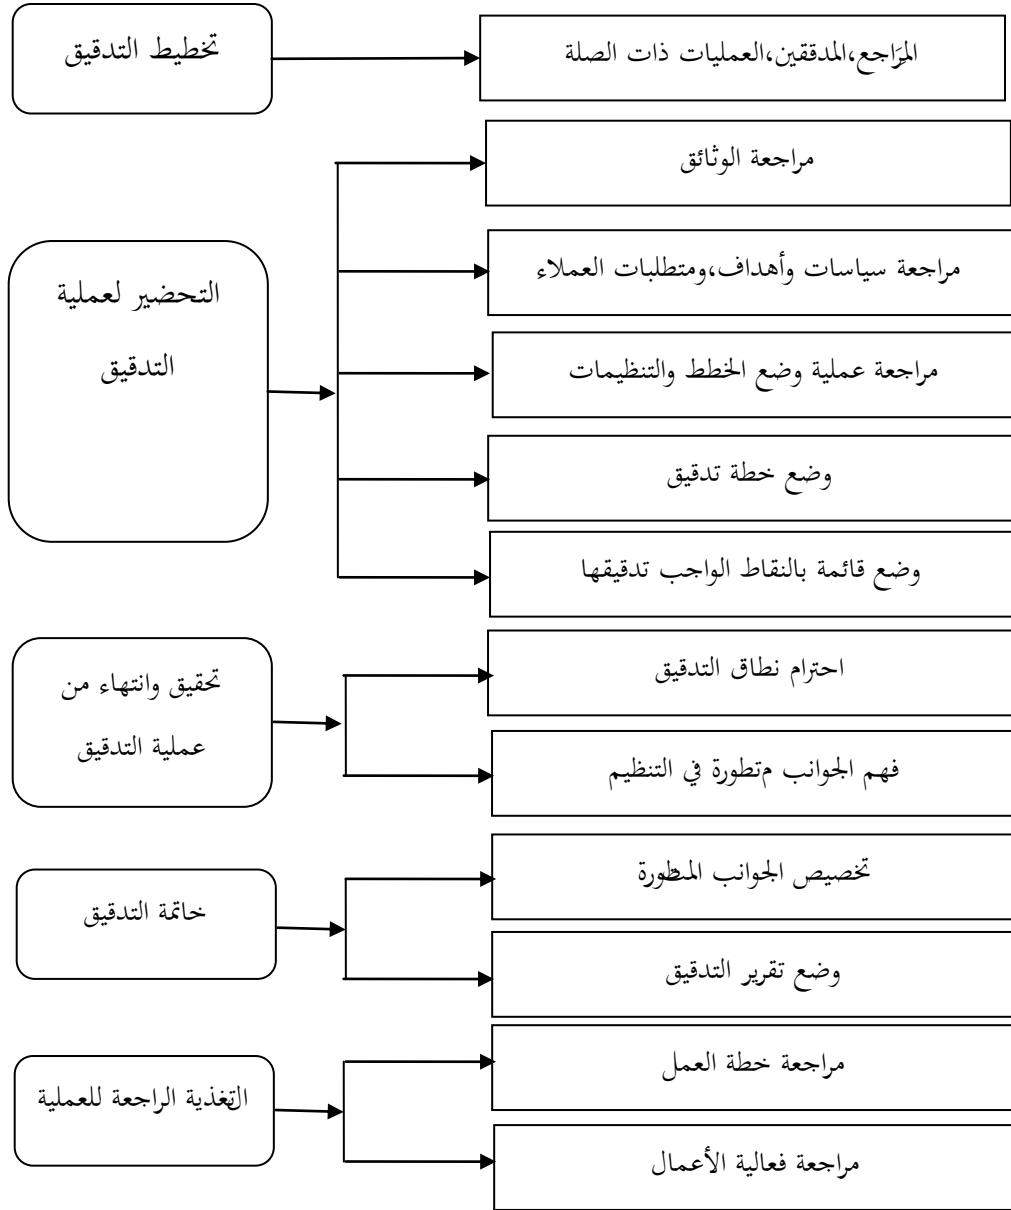 تخطيط التدقيق
المراجع،المدققين،العمليات ذات الصلة
مراجعة الوثائق
مراجعة سياسات وأهداف،ومتطلبات العملاء
التحضير لعملية
التدقيق
مراجعة عملية وضع الخطط والتنظيمات
وضع خطة تدقيق
وضع قائمة بالنقاط الواجب تدقيقها
تحقيق وانتهاء من
عملية التدقيق
احترام نطاق التدقيق
فهم الجوانب متطورة في التنظيم
خاتمة التدقيق
تخصيص الجوانب
وضع تقرير التدقيق
التغذية الراجعة للعملية
مراجعة خطة العمل
مراجعة فعالية الأعمال